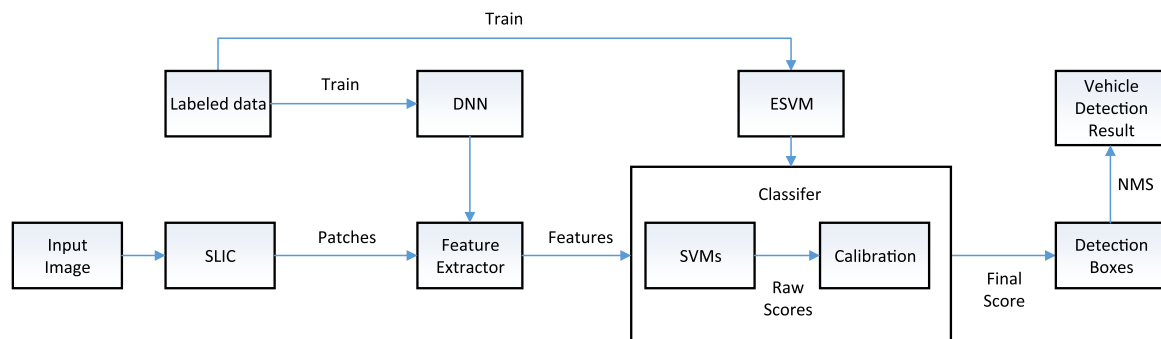 Train
Labeled data
Train
DNN
ESVM
Vehicle
Detection
Result
NMS
Classifer
Input
Image
SLIC
Patches
Feature
Extractor
Features
SVMs
Raw
Scores
Calibration
Final
Score
Detection
Boxes